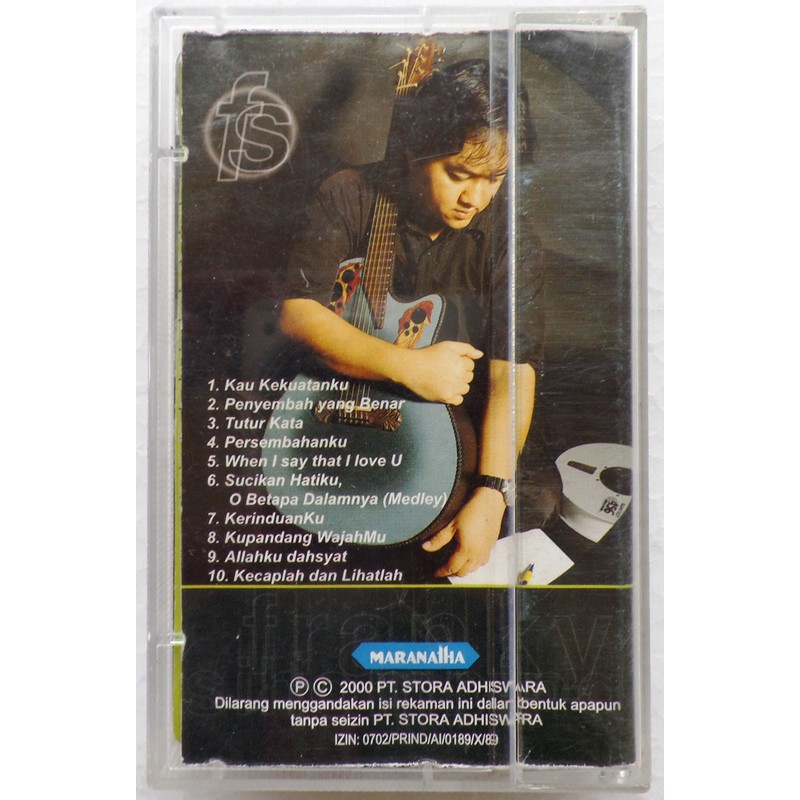 fs
1. Kau Kekuatanku
2. Penyembah yang Benar
3. Tutur Kata
4. Persembahanku
5. When I say that I love U
6. Sucikan Hatiku,
O Betapa Dalamnya (Medley)
7. KerinduanKu
8. Kupandang WajahMu
9. Allahku dahsyat
10. Kecaplah dan Lihatlah
franky
MARANATHA
Ⓟ Ⓒ 2000 PT. STORA ADHISWARA
Dilarang menggandakan isi rekaman ini dalam bentuk apapun
tanpa seizin PT. STORA ADHISWARA
IZIN: 0702/PRIND/AI/0189/X/89